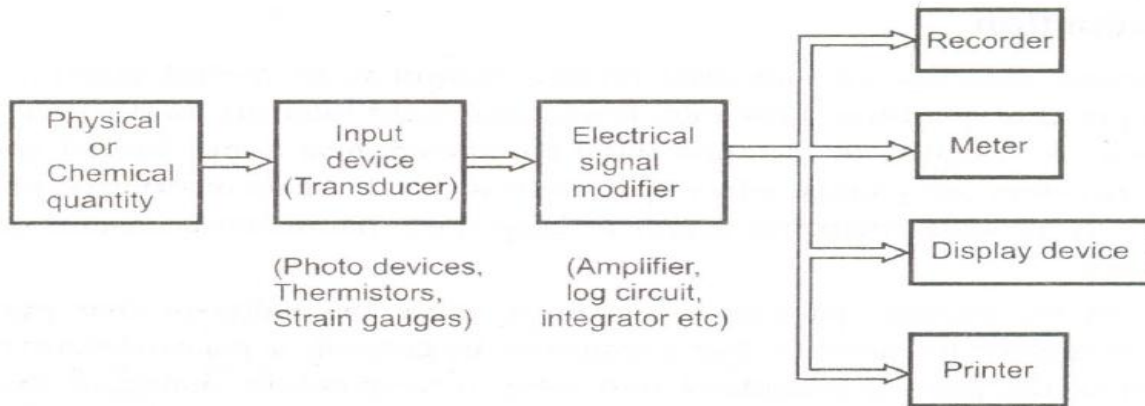 Physical
or
Chemical
quantity
Input
device
(Transducer)
(Photo devices,
Thermistors,
Strain gauges)
Electrical
signal
modifier
(Amplifier,
log circuit,
integrator etc)
Recorder
Meter
Display device
Printer